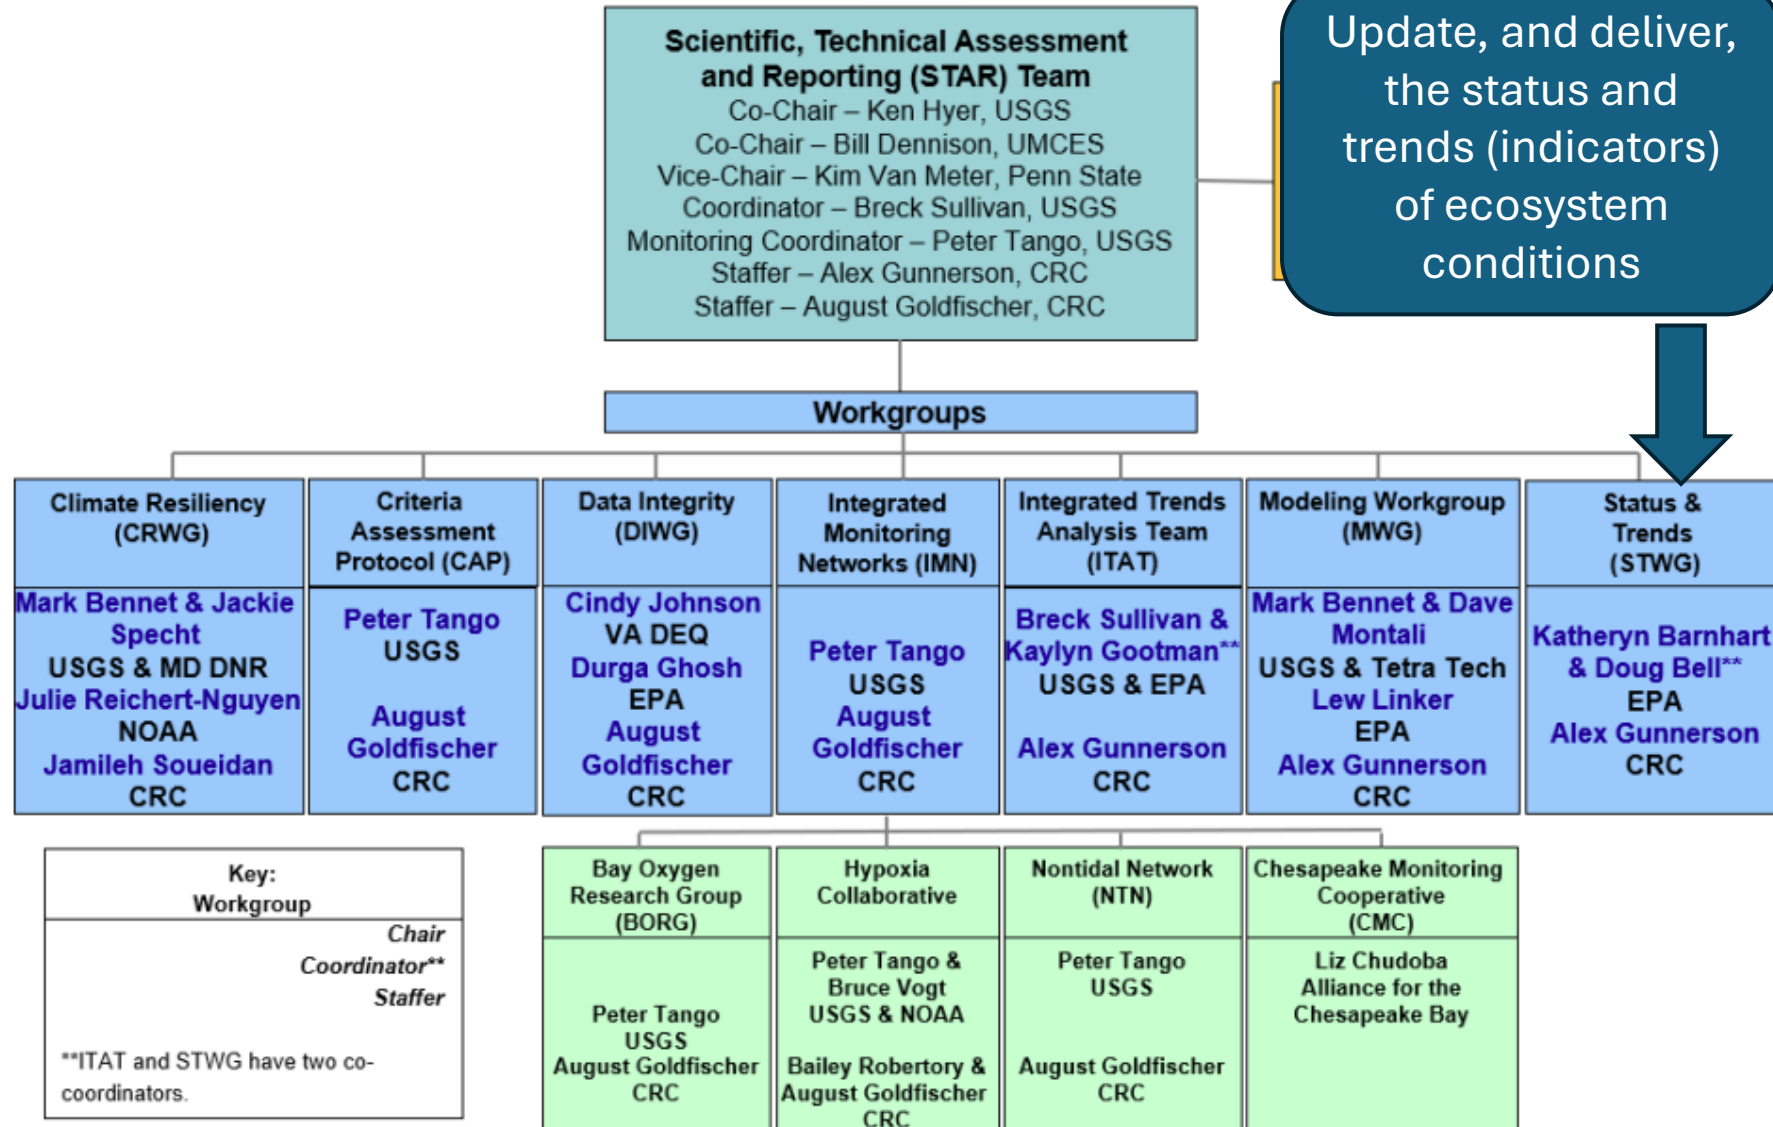 Scientific, Technical Assessment
and Reporting (STAR) Team
Co-Chair – Ken Hyer, USGS
Co-Chair – Bill Dennison, UMCES
Vice-Chair – Kim Van Meter, Penn State
Coordinator – Breck Sullivan, USGS
Monitoring Coordinator – Peter Tango, USGS
Staffer – Alex Gunnerson, CRC
Staffer – August Goldfischer, CRC
Update, and deliver,
the status and
trends (indicators)
of ecosystem
conditions
Workgroups
Climate Resiliency
(CRWG)
Mark Bennet & Jackie
Specht
USGS & MD DNR
Julie Reichert-Nguyen
NOAA
Jamileh Soueidan
CRC
Criteria
Assessment
Protocol (CAP)
Peter Tango
USGS
August
Goldfischer
CRC
Data Integrity
(DIWG)
Cindy Johnson
VA DEQ
Durga Ghosh
EPA
August
Goldfischer
CRC
Integrated
Monitoring
Networks (IMN)
Peter Tango
USGS
August
Goldfischer
CRC
Integrated Trends
Analysis Team
(ITAT)
Breck Sullivan &
Kaylyn Gootman**
USGS & EPA
Alex Gunnerson
CRC
Modeling Workgroup
(MWG)
Mark Bennet & Dave
Montali
USGS & Tetra Tech
Lew Linker
EPA
Alex Gunnerson
CRC
Status &
Trends
(STWG)
Katheryn Barnhart
& Doug Bell**
EPA
Alex Gunnerson
CRC
Key:
Workgroup
Chair
Coordinator**
Staffer
**ITAT and STWG have two co-
coordinators.
Bay Oxygen
Research Group
(BORG)
Peter Tango
USGS
August Goldfischer
CRC
Hypoxia
Collaborative
Peter Tango &
Bruce Vogt
USGS & NOAA
Bailey Robertory &
August Goldfischer
CRC
Nontidal Network
(NTN)
Peter Tango
USGS
August Goldfischer
CRC
Chesapeake Monitoring
Cooperative
(CMC)
Liz Chudoba
Alliance for the
Chesapeake Bay